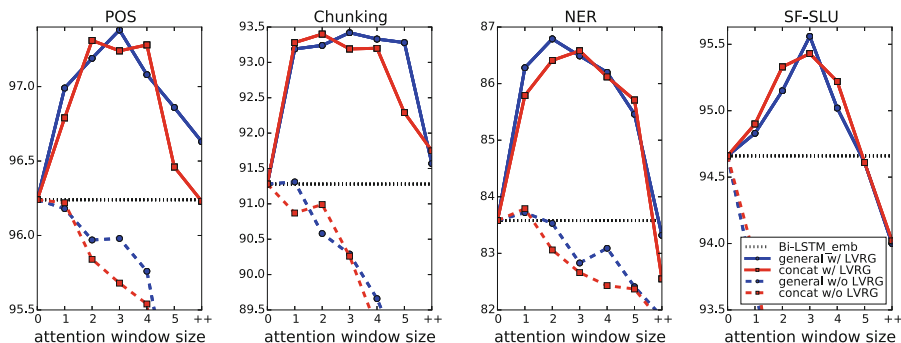 POS
97.0
96.5
96.0
95.5
0 1 2 3 4 5 ++
attention window size
Chunking
93.5
93.0
92.5
92.0
91.5
91.0
90.5
90.0
89.5
0 1 2 3 4 5 ++
attention window size
NER
87
86
85
84
83
82
0 1 2 3 4 5 ++
attention window size
SF-SLU
95.5
95.0
94.5
94.0
93.5
0 1 2 3 4 5 ++
attention window size
Bi-LSTM_emb
general w/ LVRG
concat w/ LVRG
general w/o LVRG
concat w/o LVRG